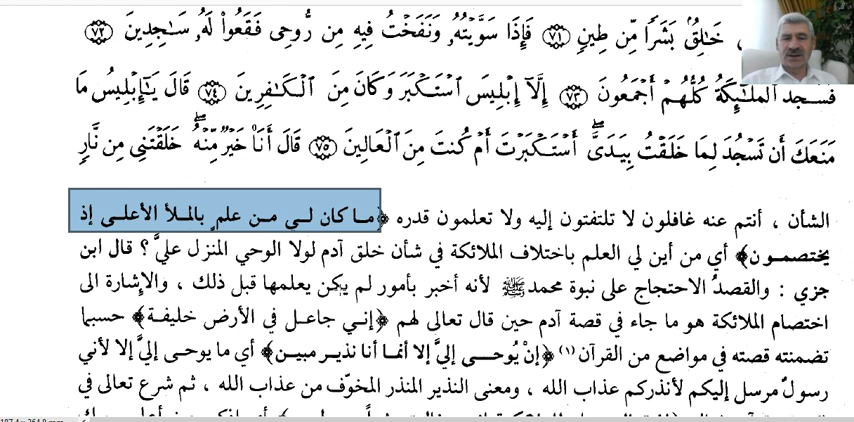 خَـٰلِقٌۢ بَشَرًۭا مِّن طِينٍۢ ﴿٧١﴾ فَإِذَا سَوَّيْتُهُۥ وَنَفَخْتُ فِيهِ مِن رُّوحِى فَقَعُوا۟ لَهُۥ سَـٰجِدِينَ ﴿٧٢﴾
فَسَجَدَ ٱلْمَلَـٰٓئِكَةُ كُلُّهُمْ أَجْمَعُونَ ﴿٧٣﴾ إِلَّآ إِبْلِيسَ ٱسْتَكْبَرَ وَكَانَ مِنَ ٱلْكَـٰفِرِينَ ﴿٧٤﴾ قَالَ يَـٰٓإِبْلِيسُ مَا
مَنَعَكَ أَن تَسْجُدَ لِمَا خَلَقْتُ بِيَدَىَّ ۖ أَسْتَكْبَرْتَ أَمْ كُنتَ مِنَ ٱلْعَالِينَ ﴿٧٥﴾ قَالَ أَنَا۠ خَيْرٌۭ مِّنْهُ ۖ خَلَقْتَنِى مِن نَّارٍۢ
الشأن ، أنتم عنه غافلون لا تلتفتون إليه ولا تعلمون قدره ﴿ما كان لي من علمٍ بالملأ الأعلى إذ
يختصمون﴾ أي من أين لي العلم باختلاف الملائكة في شأن خلق آدم لولا الوحي المنزل عليَّ ؟ قال ابن
جزي : والقصدُ الاحتجاج على نبوة محمد ﷺ لأنه أخبر بأمور لم يكن يعلمها قبل ذلك ، والإشارة الى
اختصام الملائكة هو ما جاء في قصة آدم حين قال تعالى لهم ﴿إني جاعل في الأرض خليفة﴾ حسبما
تضمنته قصته في مواضع من القرآن (١) ﴿إنْ يُوحى إليَّ إلا أنما أنا نذير مبين﴾ أي ما يوحى إليَّ إلا لأني
رسولٌ مرسل إليكم لأنذركم عذاب الله ، ومعنى النذير المنذر المخوّف من عذاب الله ، ثم شرع تعالى في